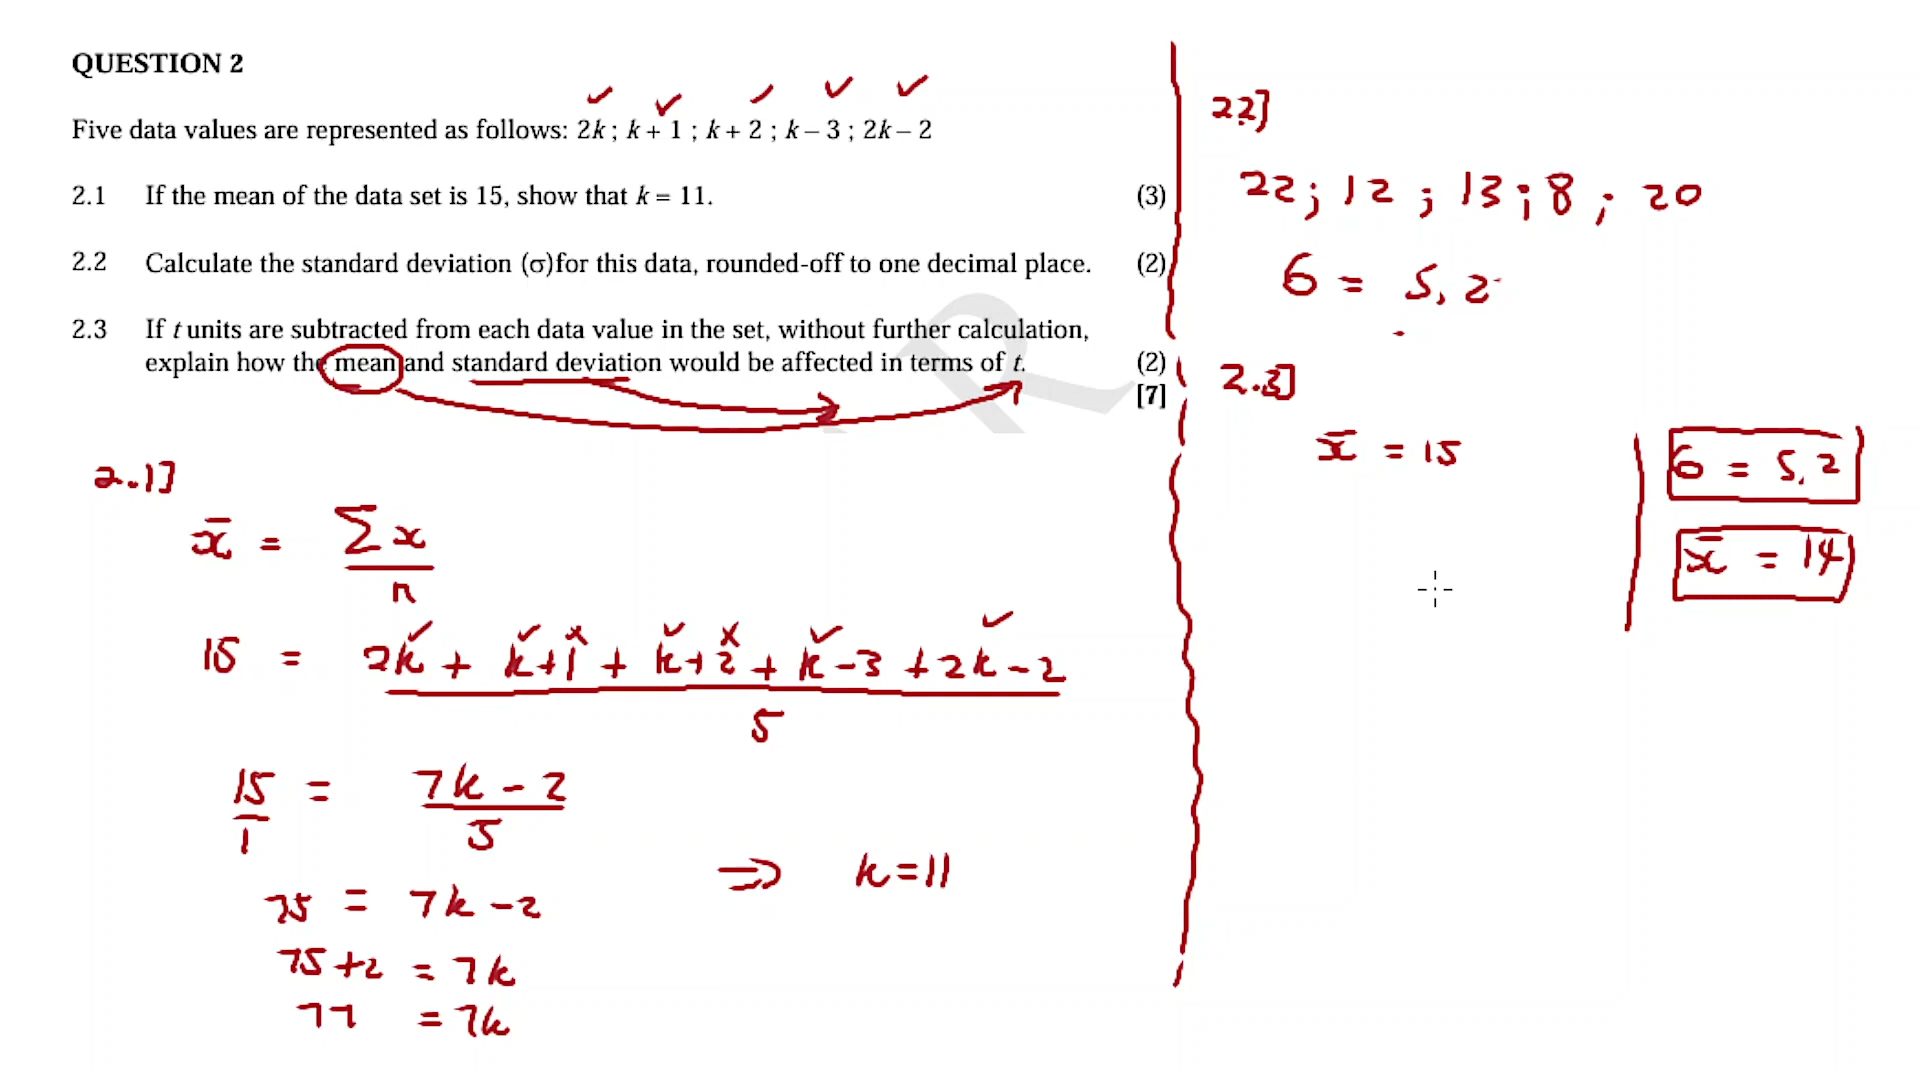 QUESTION 2
Five data values are represented as follows: 2k ; k + 1 ; k + 2 ; k – 3 ; 2k – 2
2.1 If the mean of the data set is 15, show that k = 11. (3)
2.2 Calculate the standard deviation (σ)for this data, rounded-off to one decimal place. (2)
2.3 If t units are subtracted from each data value in the set, without further calculation,
explain how the mean and standard deviation would be affected in terms of t. (2)
[7]
2.1]
x̄ = Σx
n
15 = 2k + k+1 + k+2 + k-3 + 2k-2
5
15 = 7k - 2
1 5
75 = 7k - 2
75+2 = 7k
77 = 7k
⇒ k = 11
2.2]
22 ; 12 ; 13 ; 8 ; 20
σ = 5,2
2.3]
x̄ = 15
σ = 5,2
x̄ = 14